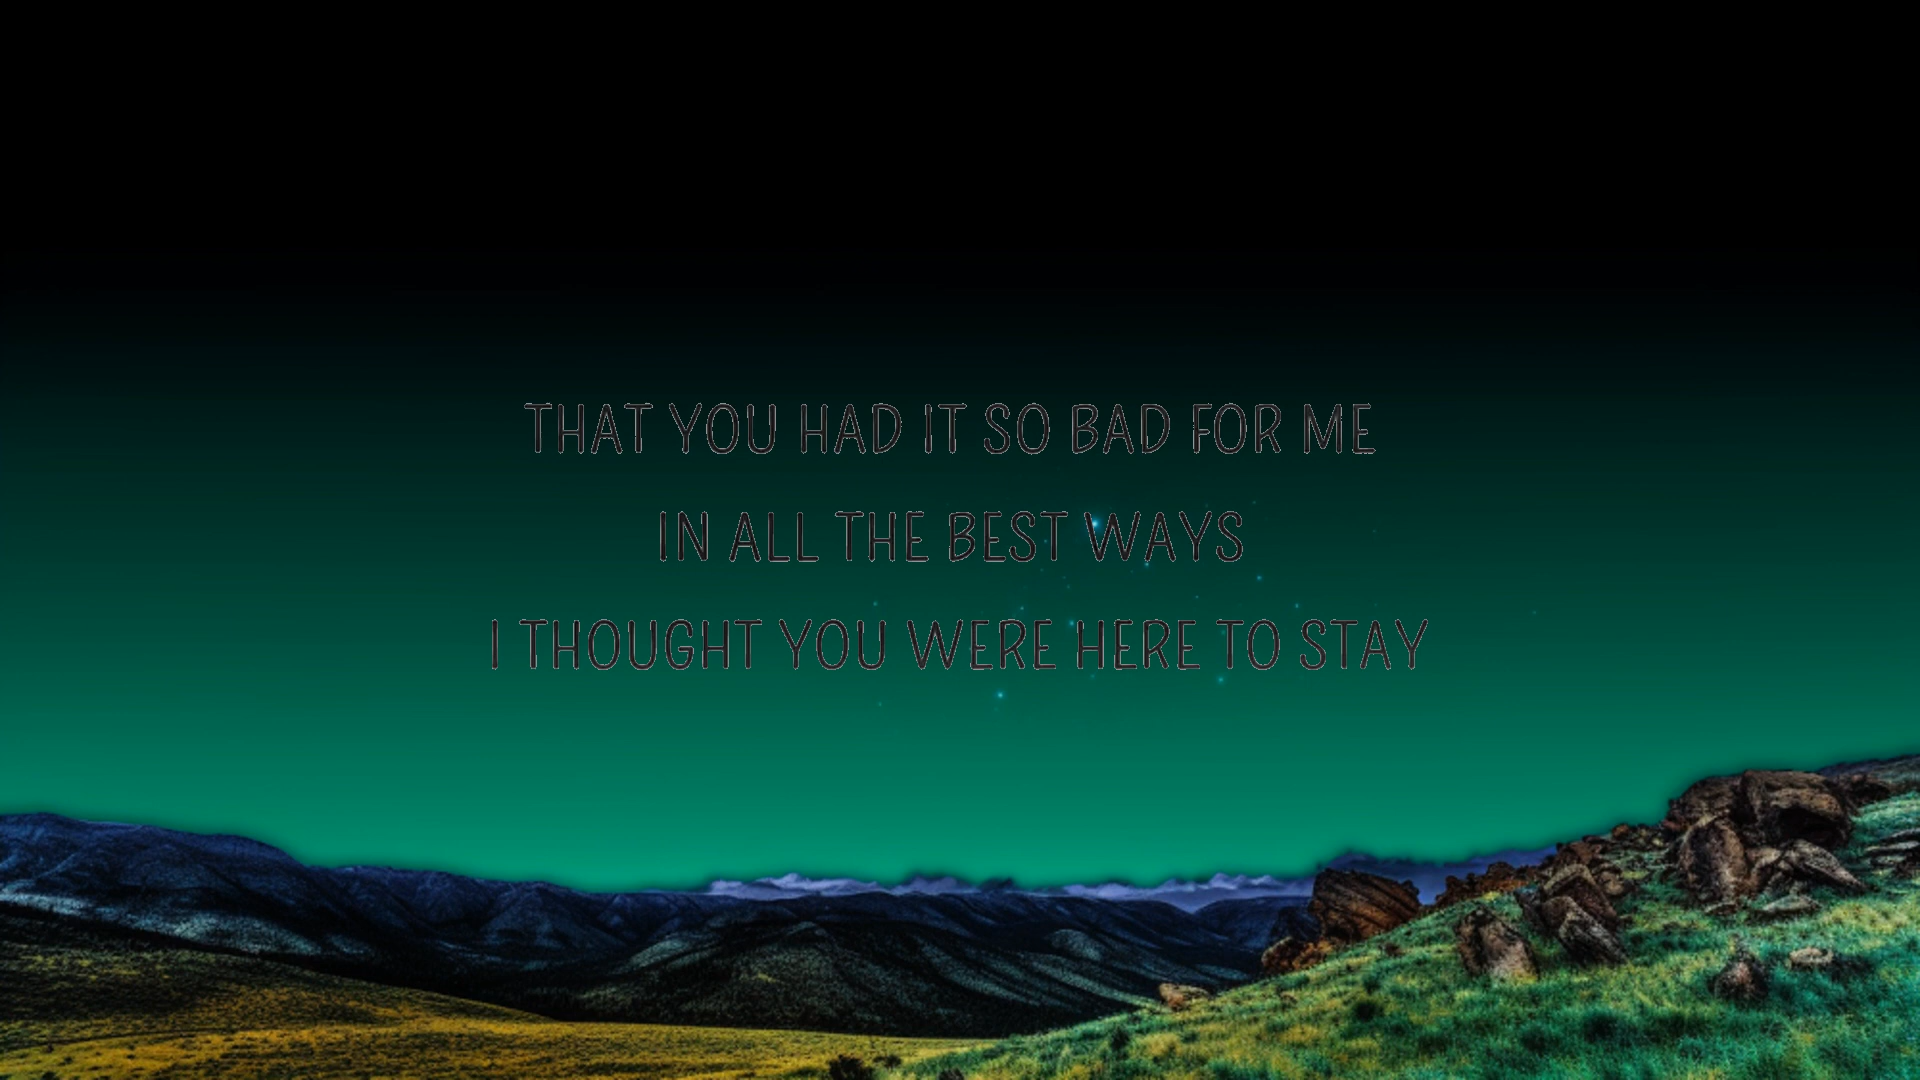 THAT YOU HAD IT SO BAD FOR ME
IN ALL THE BEST WAYS
I THOUGHT YOU WERE HERE TO STAY